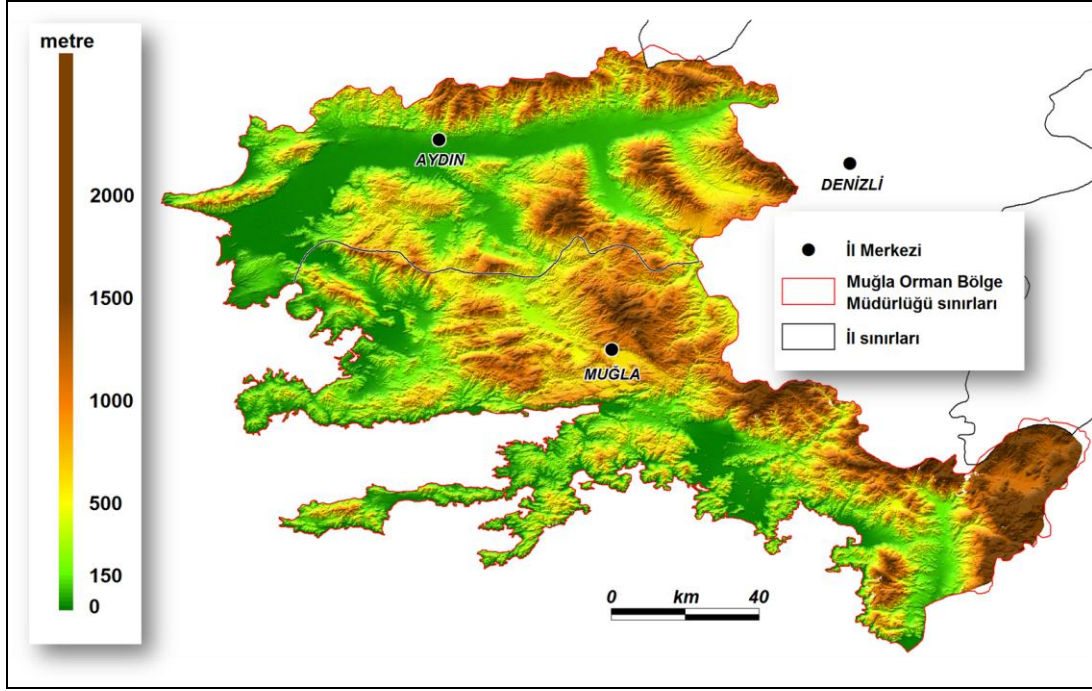 metre
2000
1500
1000
500
150
0
AYDIN
DENİZLİ
MUĞLA
İl Merkezi
Muğla Orman Bölge
Müdürlüğü sınırları
İl sınırları
0 km 40